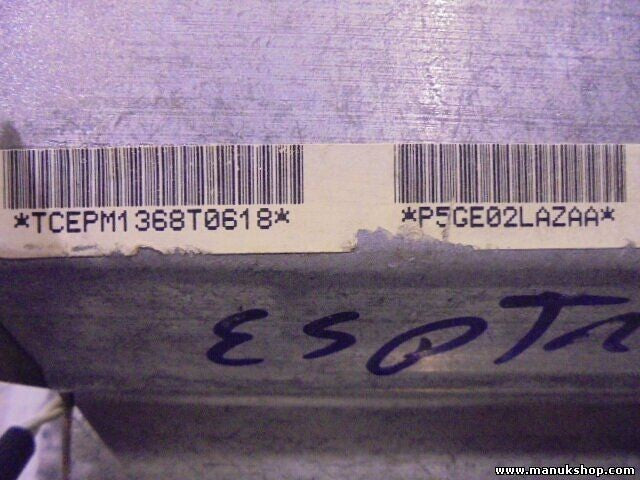 *TCEPM1368T0618* *P5GE02LAZAA*
www.manukshop.com